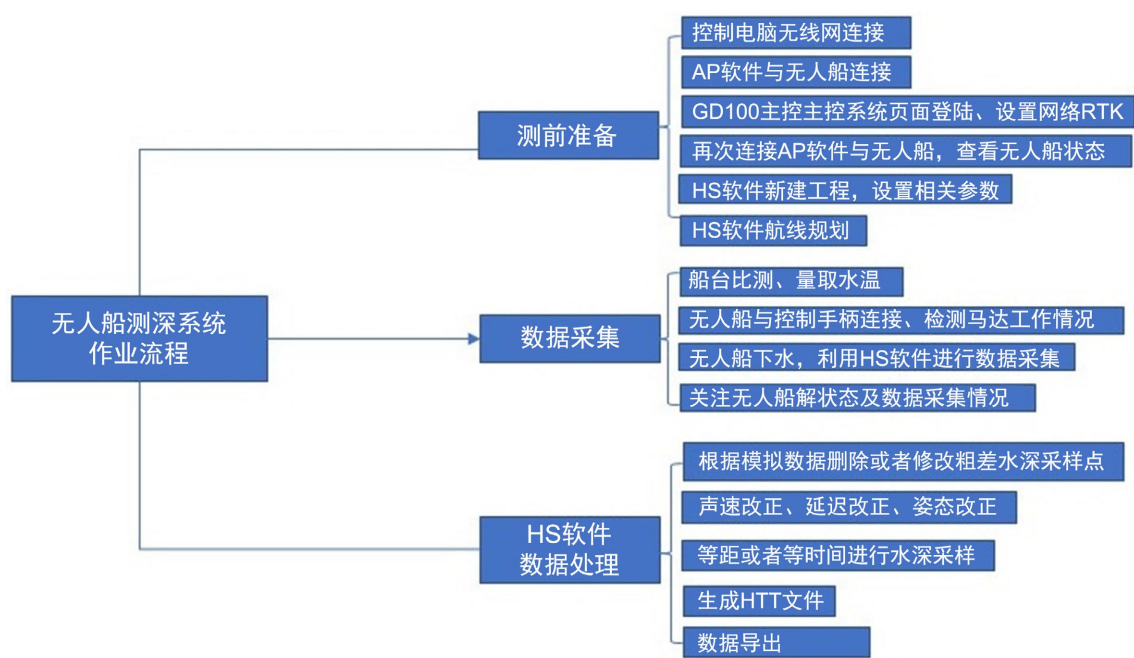 无人船测深系统
作业流程
测前准备
控制电脑无线网连接
AP软件与无人船连接
GD100主控主控系统页面登陆、设置网络RTK
再次连接AP软件与无人船，查看无人船状态
HS软件新建工程，设置相关参数
HS软件航线规划
数据采集
船台比测、量取水温
无人船与控制手柄连接、检测马达工作情况
无人船下水，利用HS软件进行数据采集
关注无人船解状态及数据采集情况
HS软件
数据处理
根据模拟数据删除或者修改粗差水深采样点
声速改正、延迟改正、姿态改正
等距或者等时间进行水深采样
生成HTT文件
数据导出